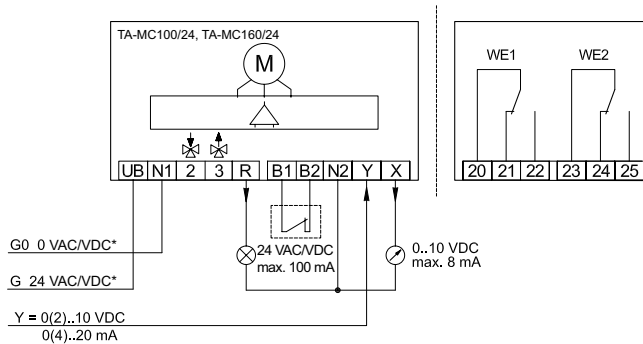 TA-MC100/24, TA-MC160/24
M
WE1 WE2
UB N1 2 3 R B1 B2 N2 Y X
20 21 22 23 24 25
G0 0 VAC/VDC*
24 VAC/VDC
max. 100 mA
0..10 VDC
max. 8 mA
G 24 VAC/VDC*
Y = 0(2)..10 VDC
0(4)..20 mA